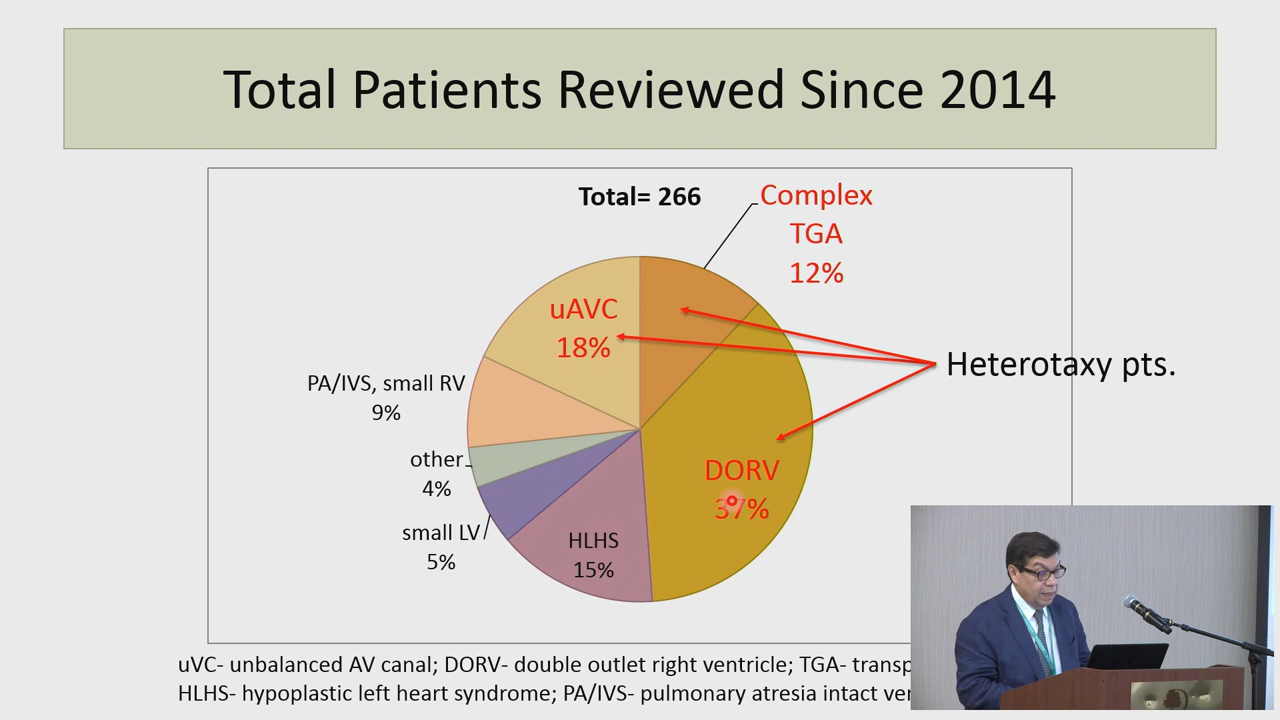 Total Patients Reviewed Since 2014
Total= 266
Complex
TGA
12%
uAVC
18%
Heterotaxy pts.
PA/IVS, small RV
9%
other
4%
DORV
37%
small LV
5%
HLHS
15%
uVC- unbalanced AV canal; DORV- double outlet right ventricle; TGA-
HLHS- hypoplastic left heart syndrome; PA/IVS- pulmonary atresia intact